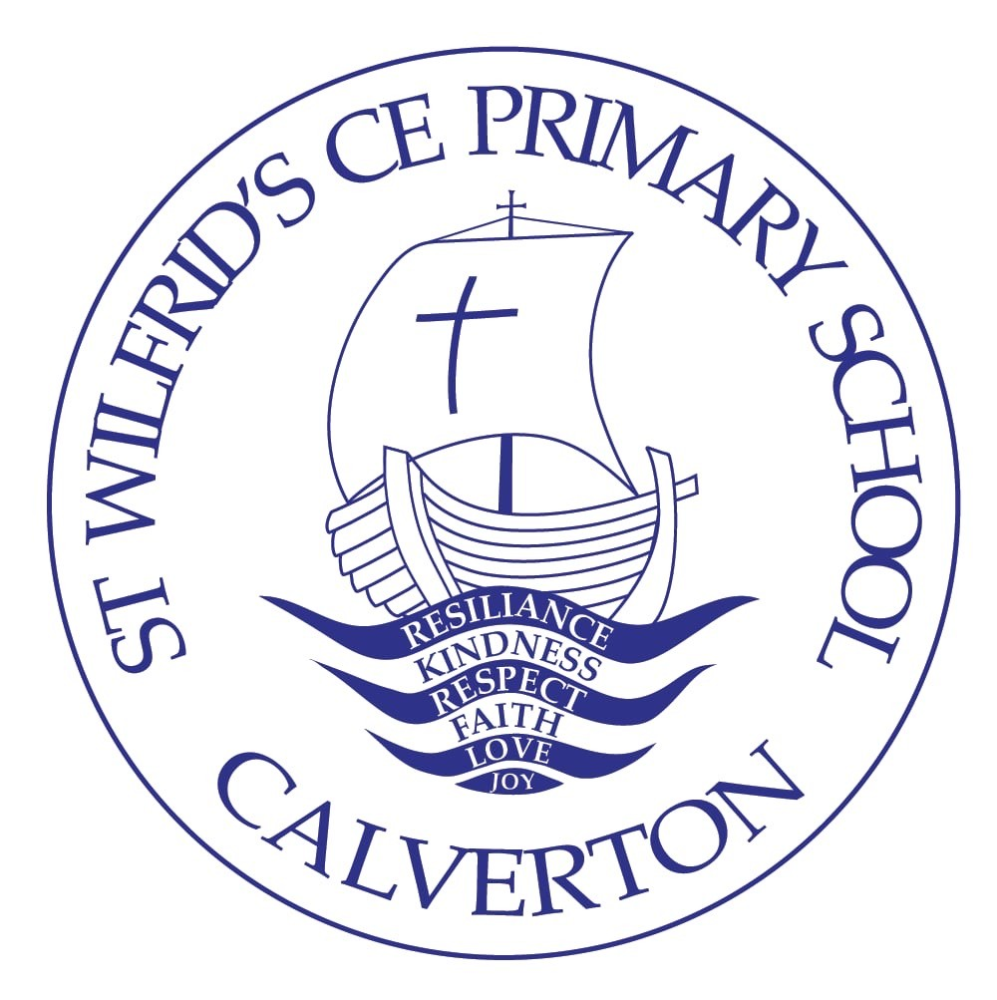 ST WILFRID'S CE PRIMARY SCHOOL
RESILIANCE
KINDNESS
RESPECT
FAITH
LOVE
JOY
CALVERTON